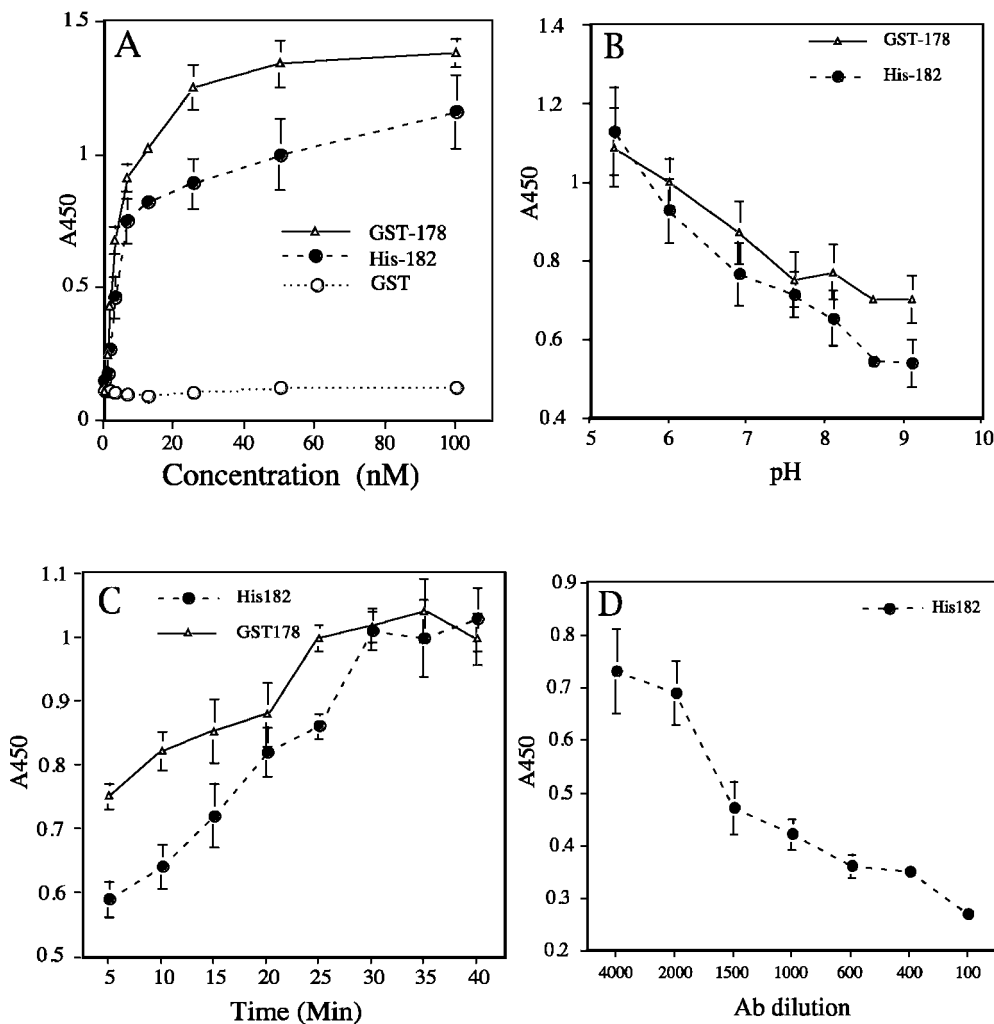 A
1.5
1
0.5
0
A450
GST-178
His-182
GST
0 20 40 60 80 100
Concentration (nM)
B
1.4
1.2
1
0.8
0.6
0.4
A450
GST-178
His-182
5 6 7 8 9 10
pH
C
1.1
1
0.9
0.8
0.7
0.6
0.5
A450
His182
GST178
5 10 15 20 25 30 35 40
Time (Min)
D
0.9
0.8
0.7
0.6
0.5
0.4
0.3
0.2
A450
His182
4000 2000 1500 1000 600 400 100
Ab dilution